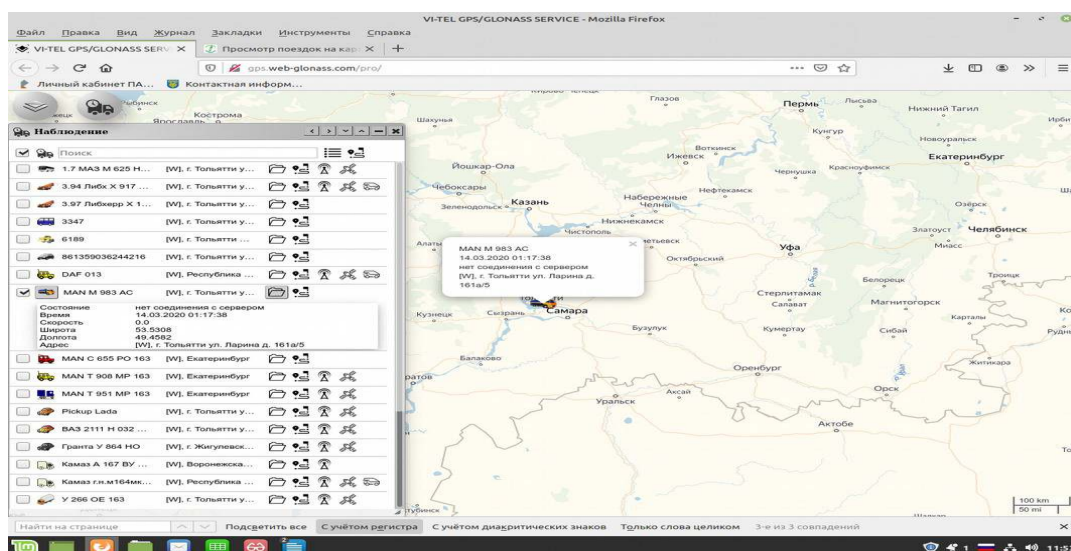 VI-TEL GPS/GLONASS SERVICE - Mozilla Firefox
Файл Правка Вид Журнал Закладки Инструменты Справка
VI-TEL GPS/GLONASS SERV Просмотр поездок на кар
gps.web-glonass.com/pro/
Личный кабинет ПА... Контактная информ...
Наблюдение
Поиск
1.7 МАЗ М 625 Н... [W], г. Тольятти у...
3.94 Либх Х 917 ... [W], г. Тольятти у...
3.97 Либхерр Х 1... [W], г. Тольятти у...
3347 [W], г. Тольятти у...
6189 [W], г. Тольятти ...
861359036244216 [W], г. Тольятти у...
DAF 013 [W], Республика ...
MAN М 983 АС [W], г. Тольятти у...
Состояние нет соединения с сервером
Время 14.03.2020 01:17:38
Скорость 0.0
Широта 53.5308
Долгота 49.4582
Адрес [W], г. Тольятти ул. Ларина д. 161а/5
MAN С 655 РО 163 [W], Екатеринбург
MAN Т 908 МР 163 [W], Екатеринбург
MAN Т 951 МР 163 [W], Екатеринбург
Pickup Lada [W], г. Тольятти у...
ВАЗ 2111 Н 032 ... [W], г. Тольятти у...
Гранта У 864 НО [W], г. Жигулевск...
Камаз А 167 ВУ ... [W], Воронежска...
Камаз г.н.м164мк... [W], Республика ...
У 266 ОЕ 163 [W], г. Тольятти у...
Рыбинск
Кострома
Шахунья
Глазов
Пермь
Лысьва
Нижний Тагил
Кунгур
Новоуральск
Воткинск
Ижевск
Екатеринбург
Йошкар-Ола
Чернушка
Красноуфимск
Чебоксары
Нефтекамск
Зеленодольск
Казань
Набережные
Челны
Озёрск
Нижнекамск
Чистополь
Златоуст
Челябинск
Миасс
Уфа
Октябрьский
MAN М 983 АС
14.03.2020 01:17:38
нет соединения с сервером
[W], г. Тольятти ул. Ларина д.
161а/5
Белорецк
Троицк
Стерлитамак
Салават
Магнитогорск
Кузнецк
Сызрань
Самара
Карталы
Бузулук
Кумертау
Сибай
Балаково
Оренбург
Житикара
Орск
Уральск
Аксай
Актобе
100 km
50 mi
Найти на странице Подсветить все С учётом регистра С учётом диакритических знаков Только слова целиком 3-е из 3 совпадений